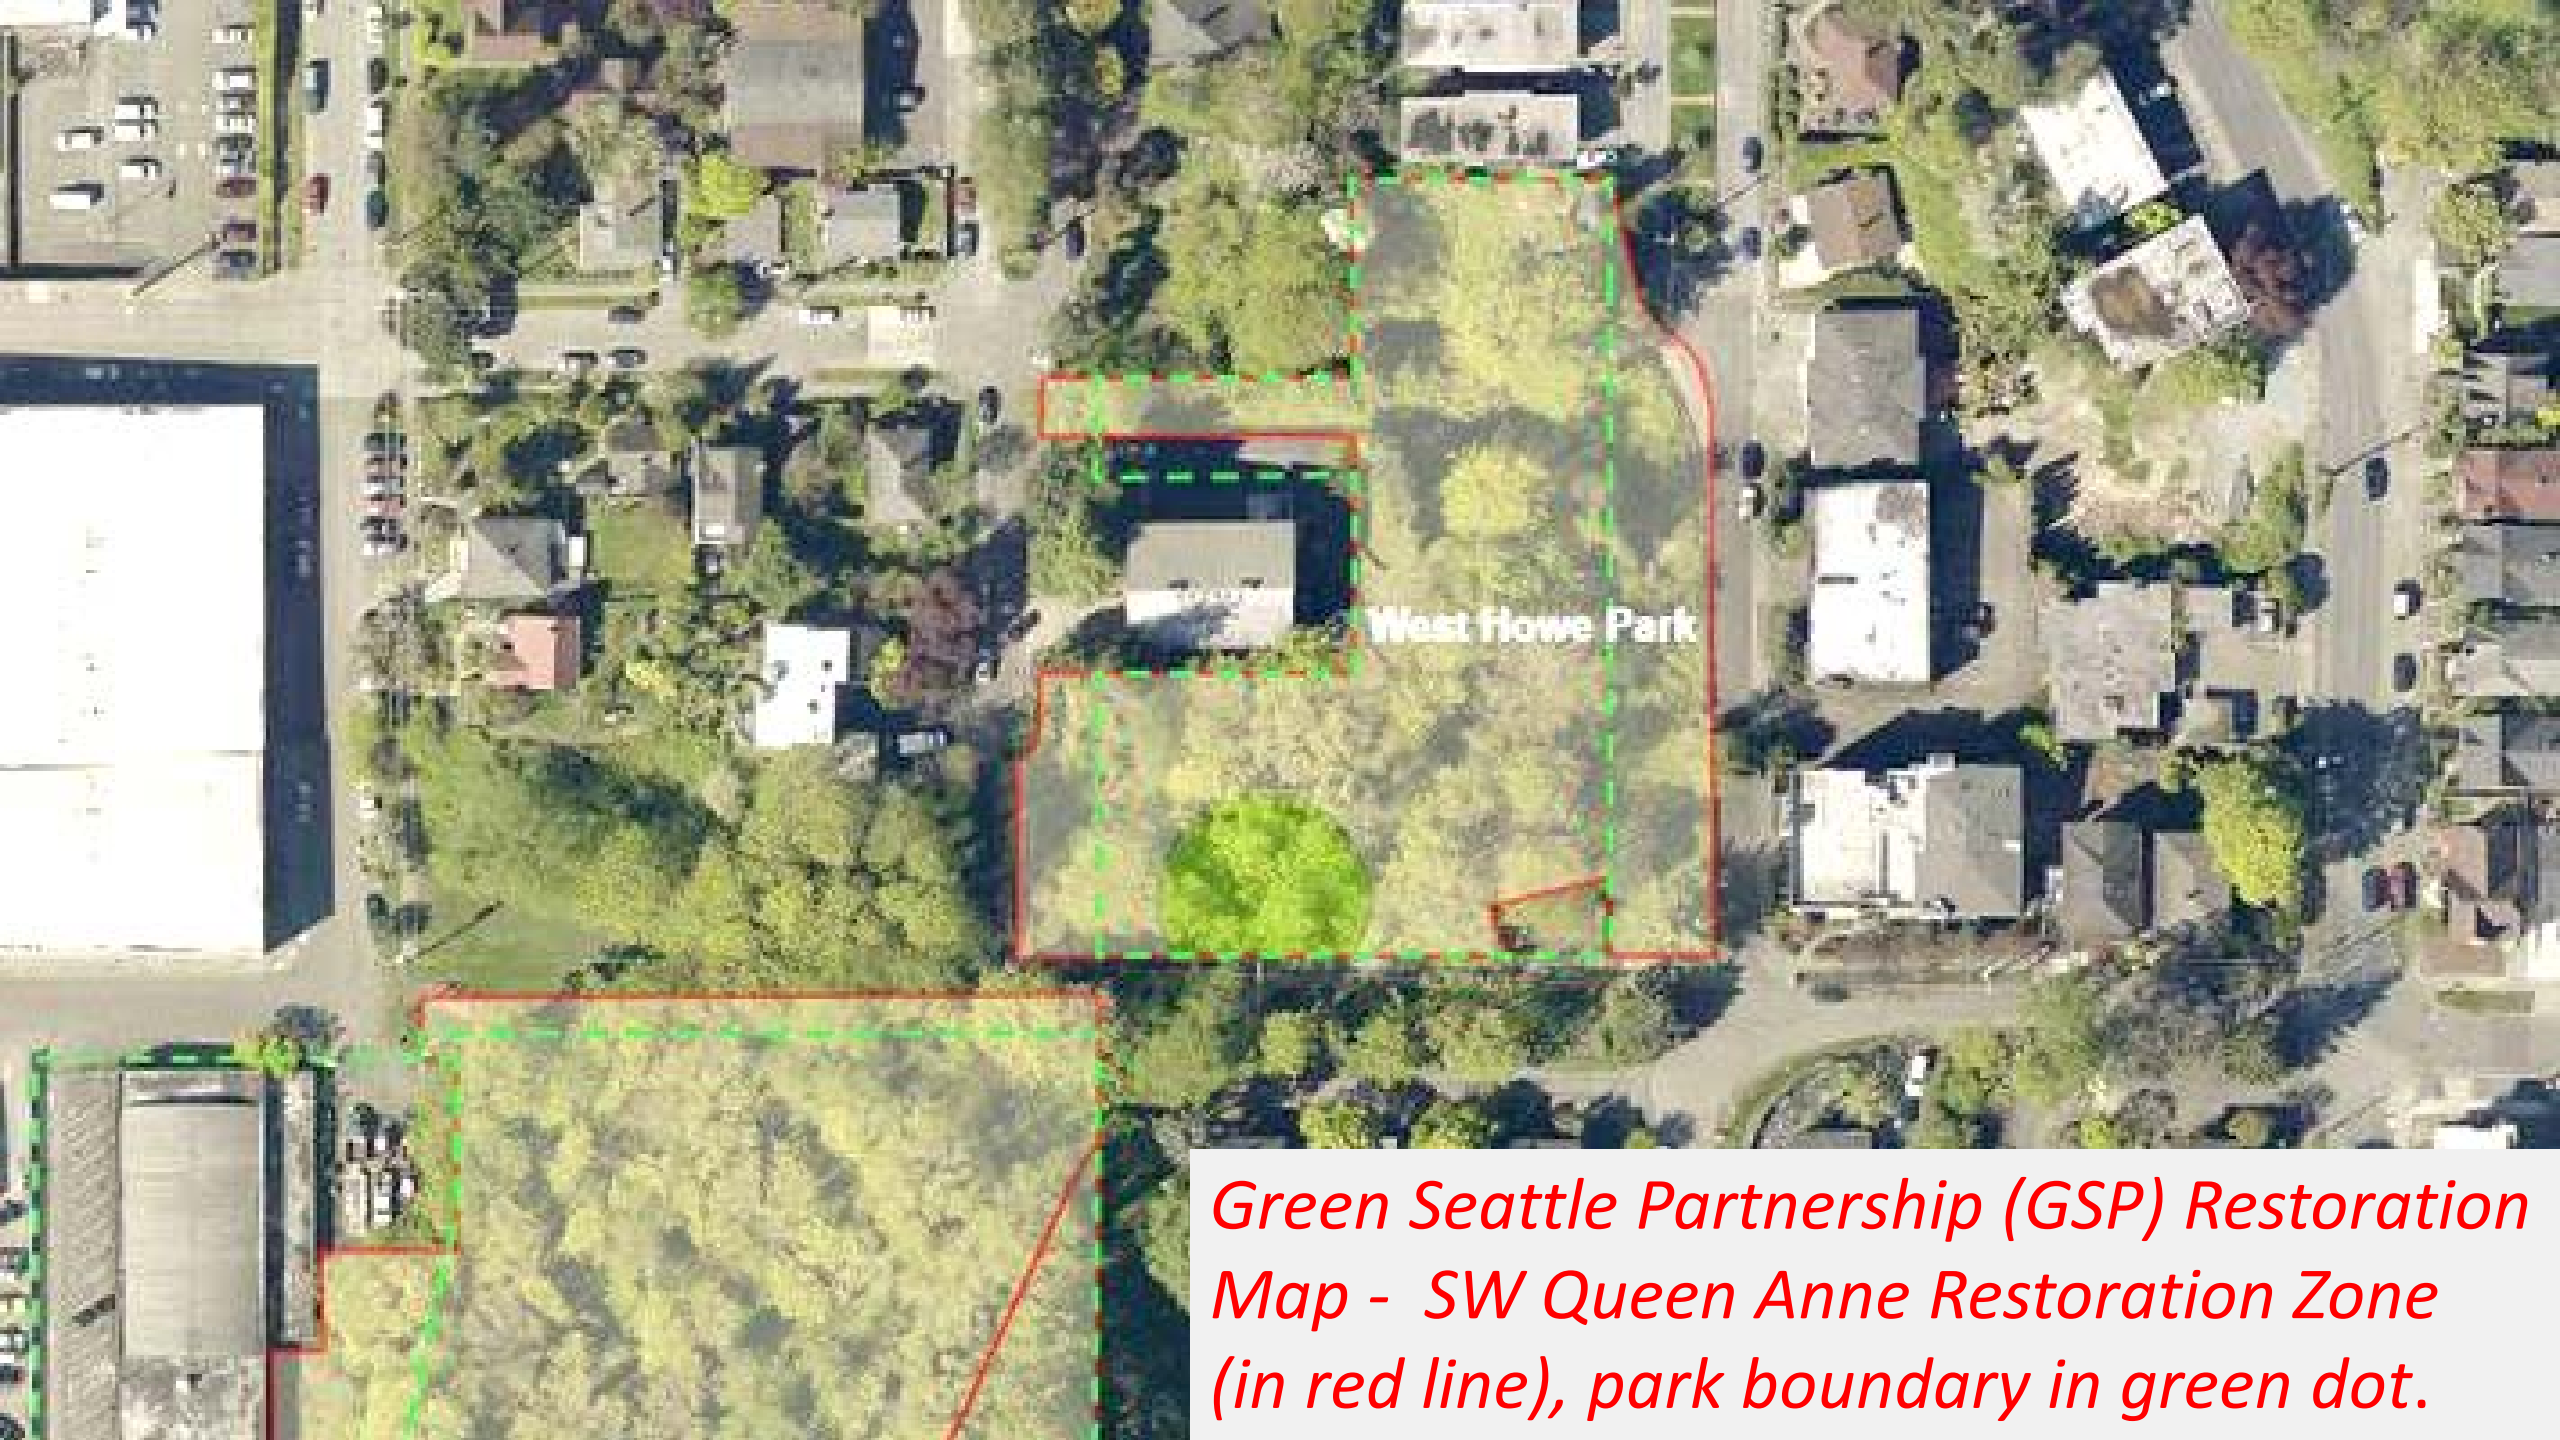 West Howe Park
Green Seattle Partnership (GSP) Restoration
Map -  SW Queen Anne Restoration Zone
(in red line), park boundary in green dot.